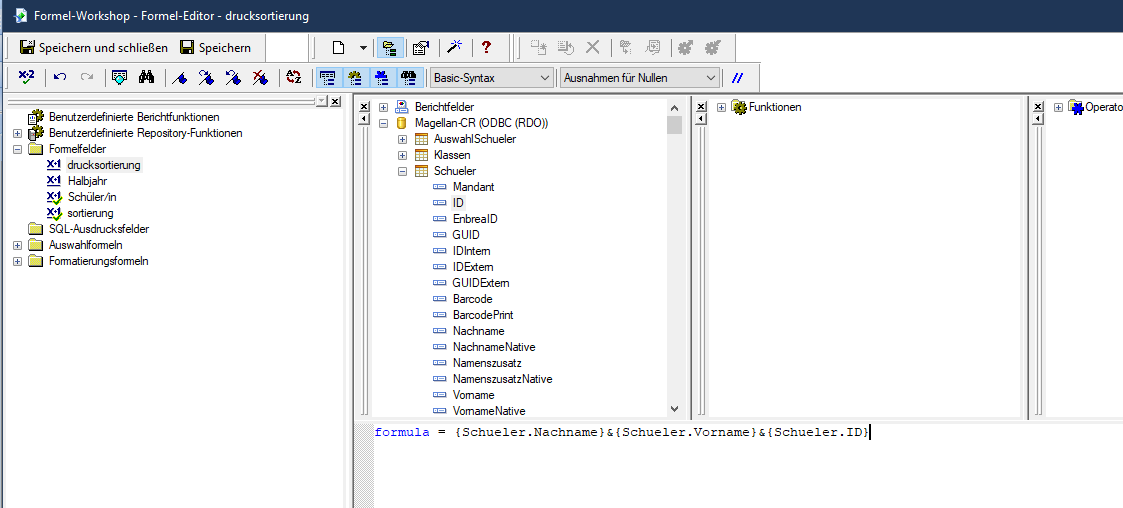 Formel-Workshop - Formel-Editor - drucksortierung
Speichern und schließen Speichern
Basic-Syntax Ausnahmen für Nullen
Benutzerdefinierte Berichtfunktionen
Benutzerdefinierte Repository-Funktionen
Formelfelder
drucksortierung
Halbjahr
Schüler/in
sortierung
SQL-Ausdrucksfelder
Auswahlformeln
Formatierungsformeln
Berichtfelder
Magellan-CR (ODBC (RDO))
AuswahlSchueler
Klassen
Schueler
Mandant
ID
EnbreaID
GUID
IDIntern
IDExtern
GUIDExtern
Barcode
BarcodePrint
Nachname
NachnameNative
Namenszusatz
NamenszusatzNative
Vorname
VornameNative
Funktionen
Operato
formula = {Schueler.Nachname}&{Schueler.Vorname}&{Schueler.ID}